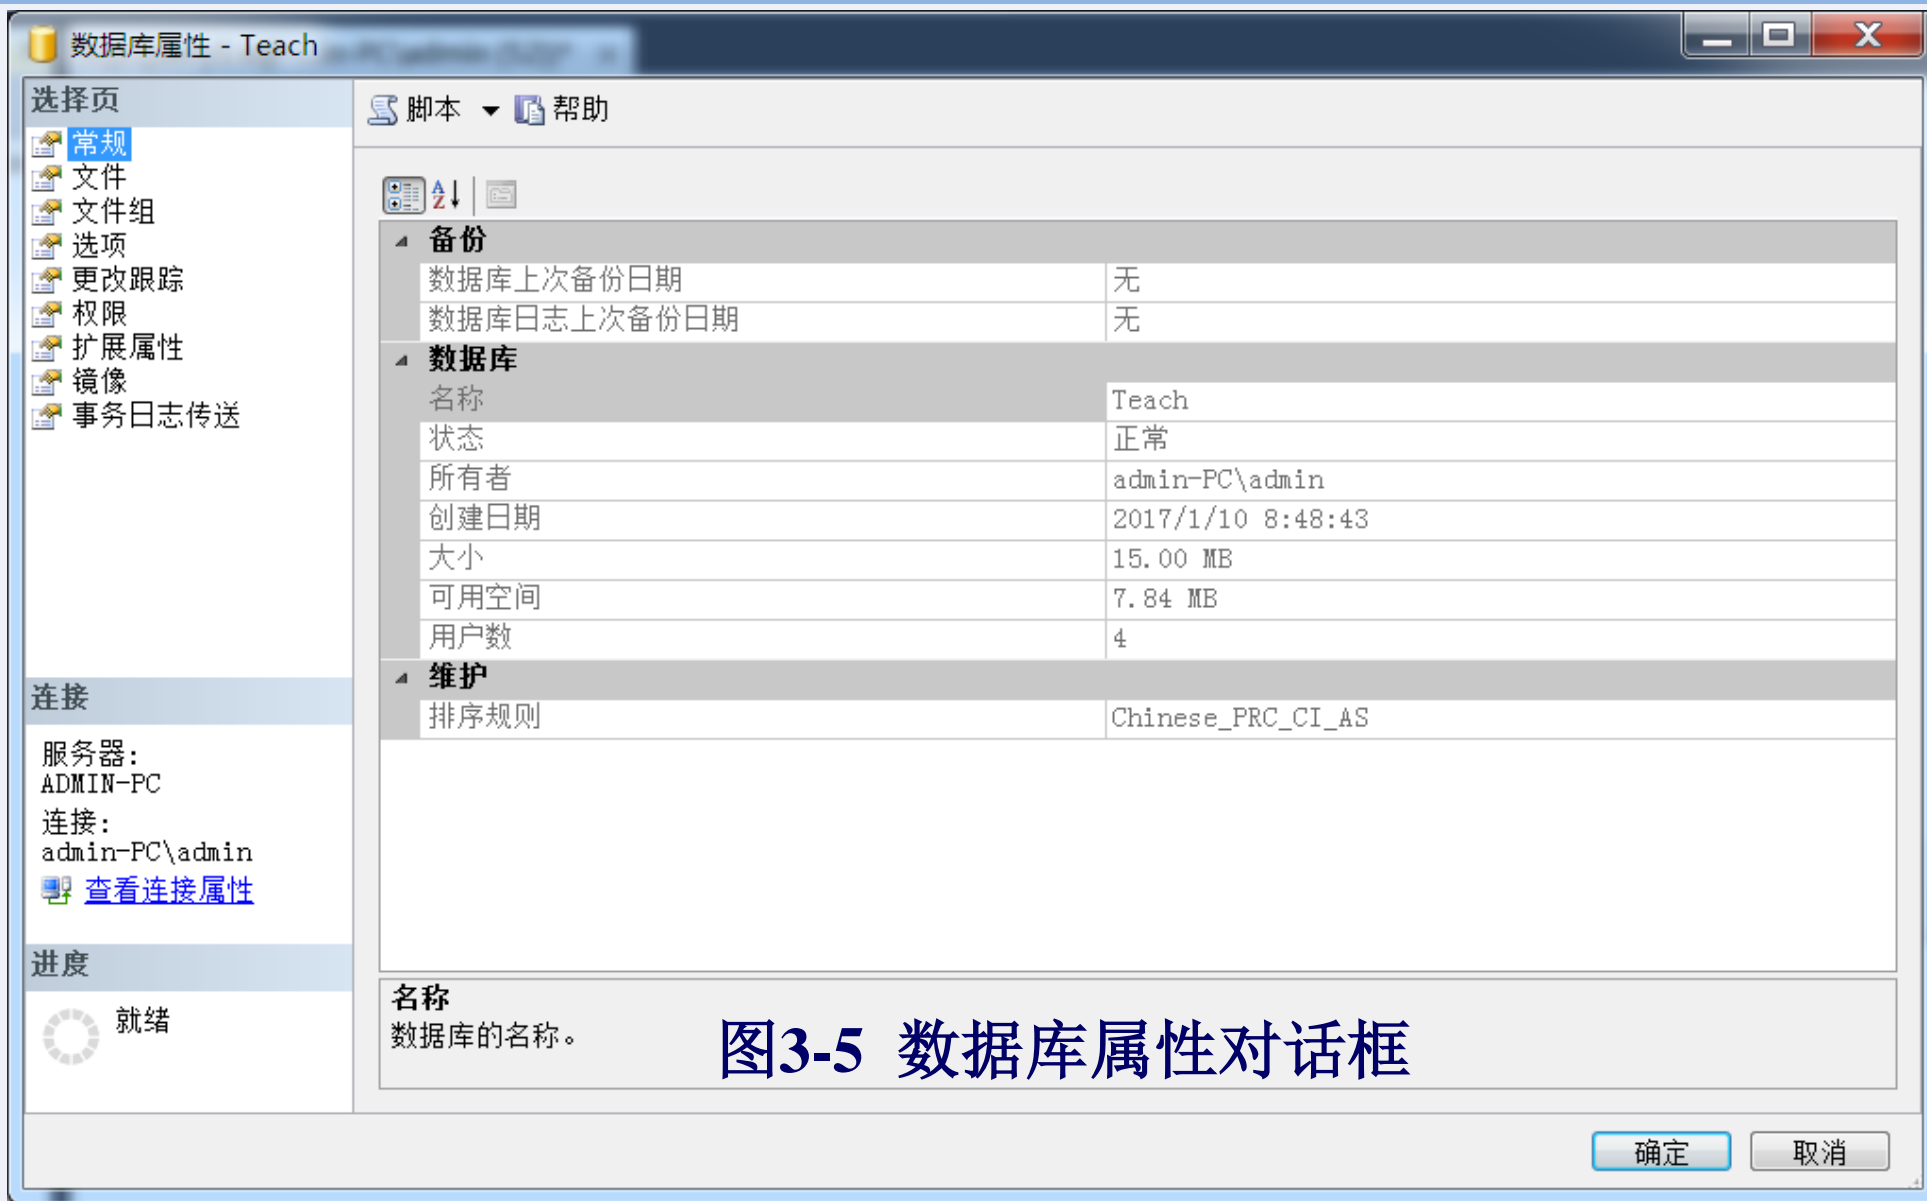 数据库属性 - Teach
选择页
常规
文件
文件组
选项
更改跟踪
权限
扩展属性
镜像
事务日志传送
连接
服务器:
ADMIN-PC
连接:
admin-PC\admin
查看连接属性
进度
就绪
脚本 帮助
备份
数据库上次备份日期 无
数据库日志上次备份日期 无
数据库
名称 Teach
状态 正常
所有者 admin-PC\admin
创建日期 2017/1/10 8:48:43
大小 15.00 MB
可用空间 7.84 MB
用户数 4
维护
排序规则 Chinese_PRC_CI_AS
名称
数据库的名称。
图3-5 数据库属性对话框
确定 取消